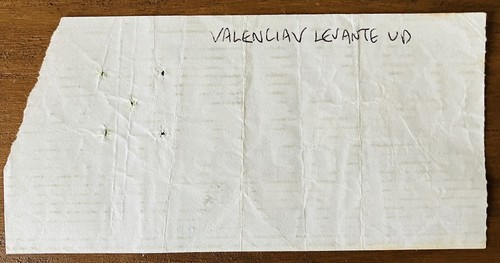 VALENCIA V LEVANTE UD